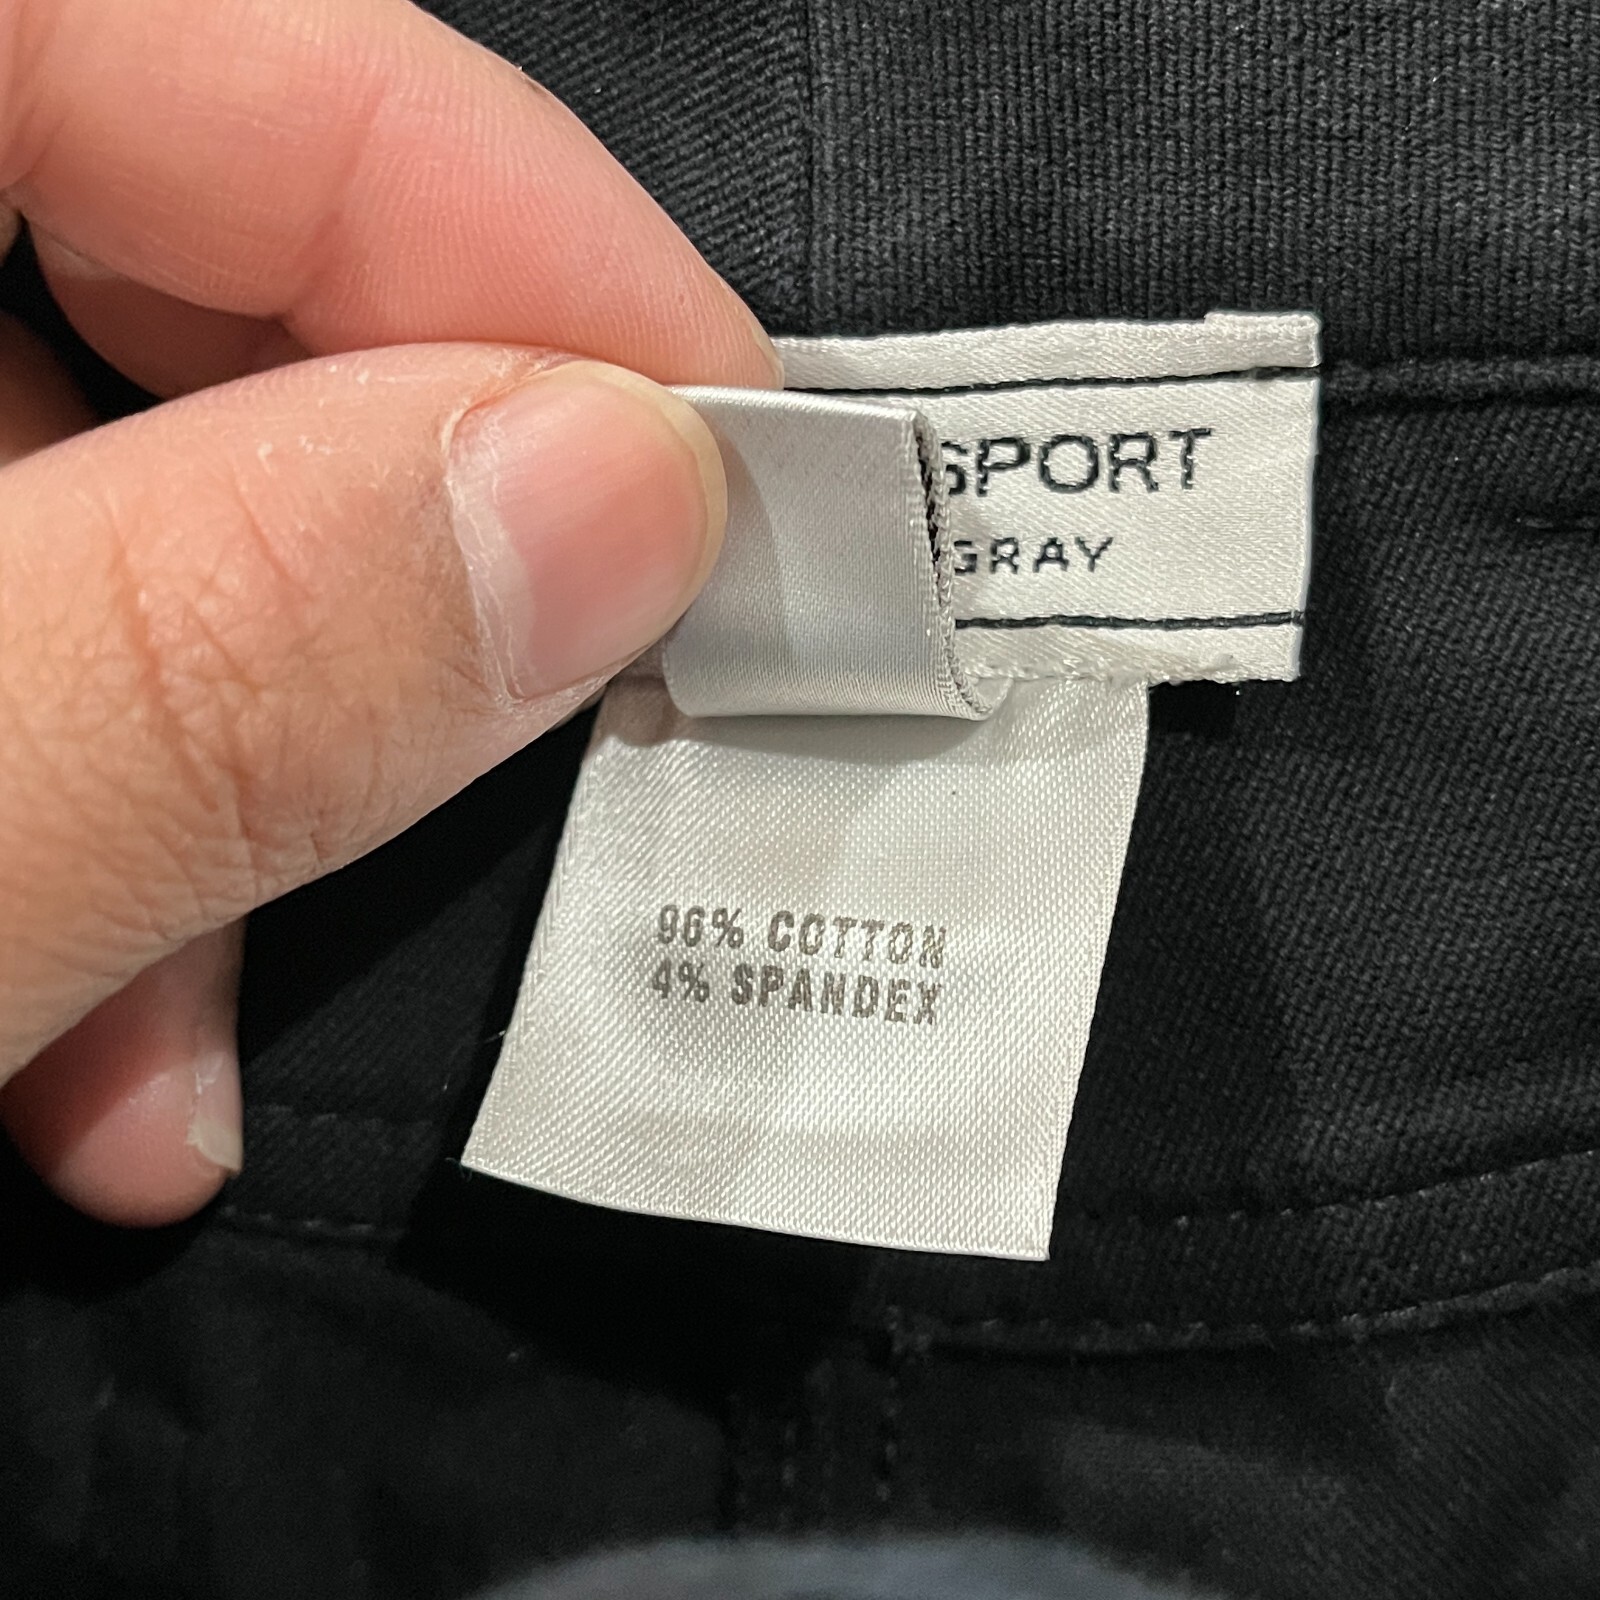 SPORT
GRAY
96% COTTON
4% SPANDEX